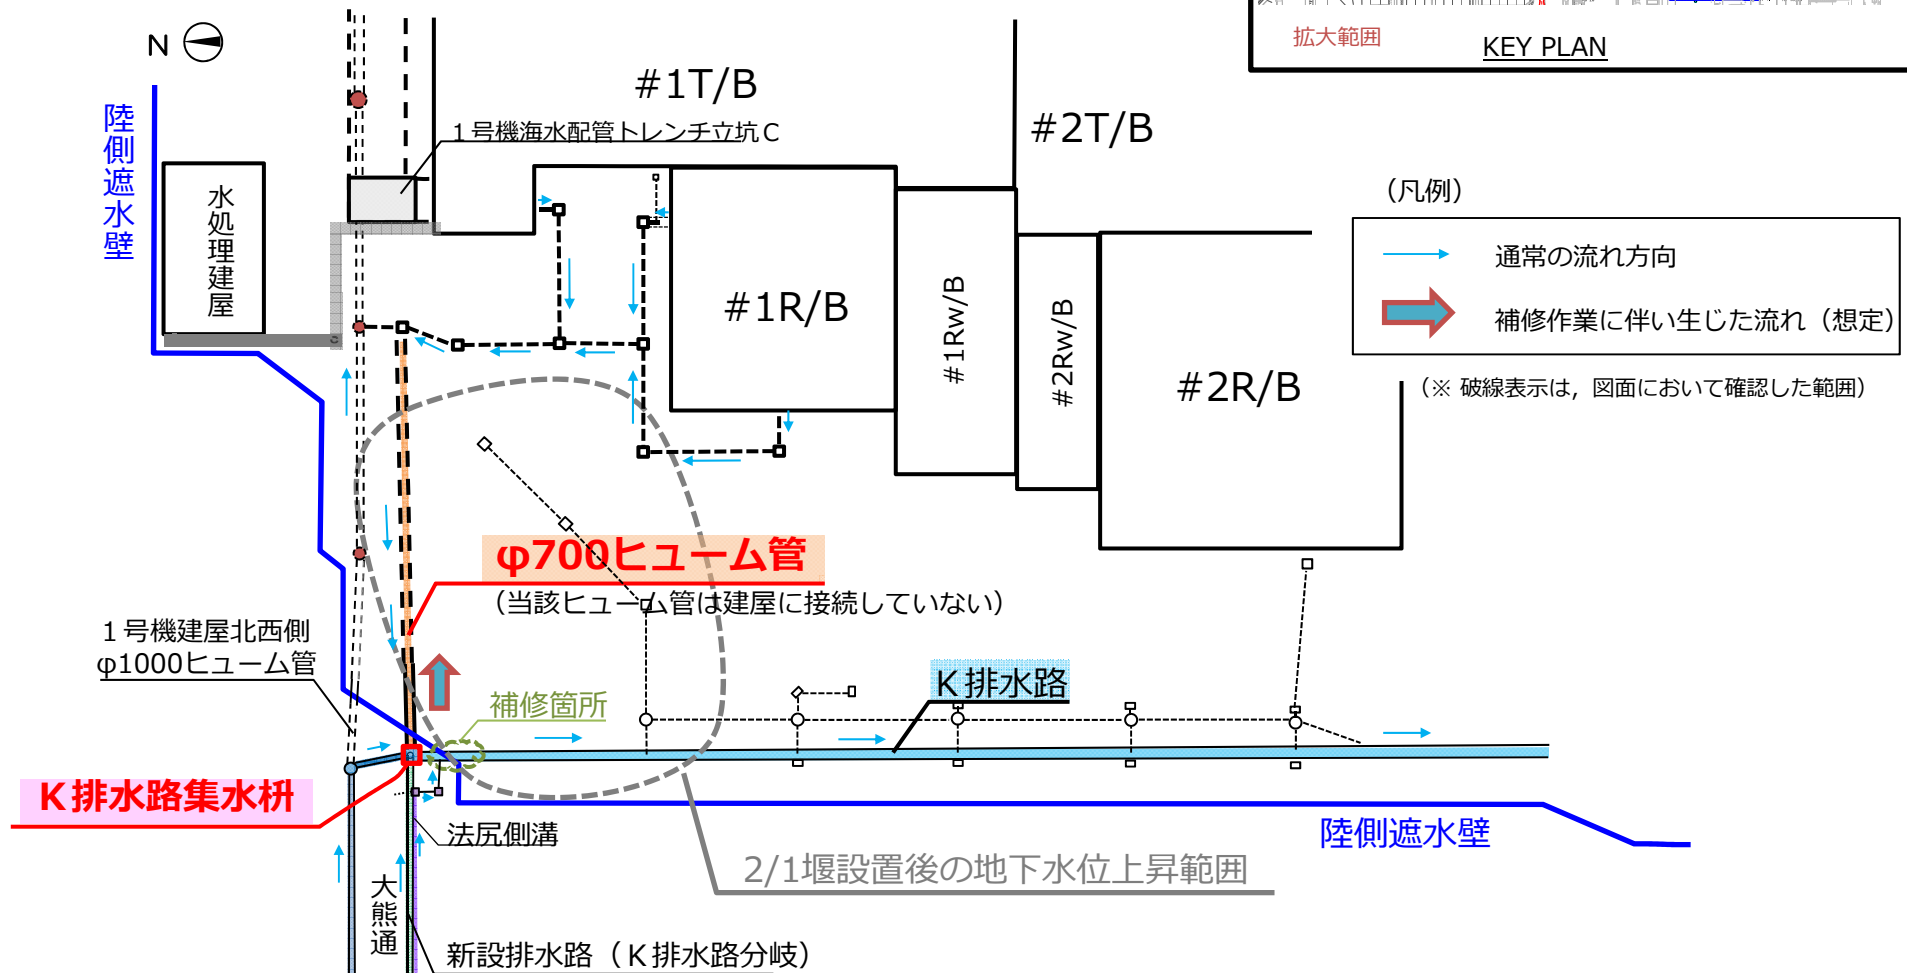 N
拡大範囲
KEY PLAN
#1T/B
#2T/B
1号機海水配管トレンチ立坑C
陸側遮水壁
水処理建屋
(凡例)
通常の流れ方向
補修作業に伴い生じた流れ(想定)
(※ 破線表示は,図面において確認した範囲)
#1R/B
#1Rw/B
#2Rw/B
#2R/B
φ700ヒューム管
(当該ヒューム管は建屋に接続していない)
1号機建屋北西側
φ1000ヒューム管
補修箇所
K排水路
K排水路集水枡
法尻側溝
陸側遮水壁
2/1堰設置後の地下水位上昇範囲
大熊通
新設排水路(K排水路分岐)